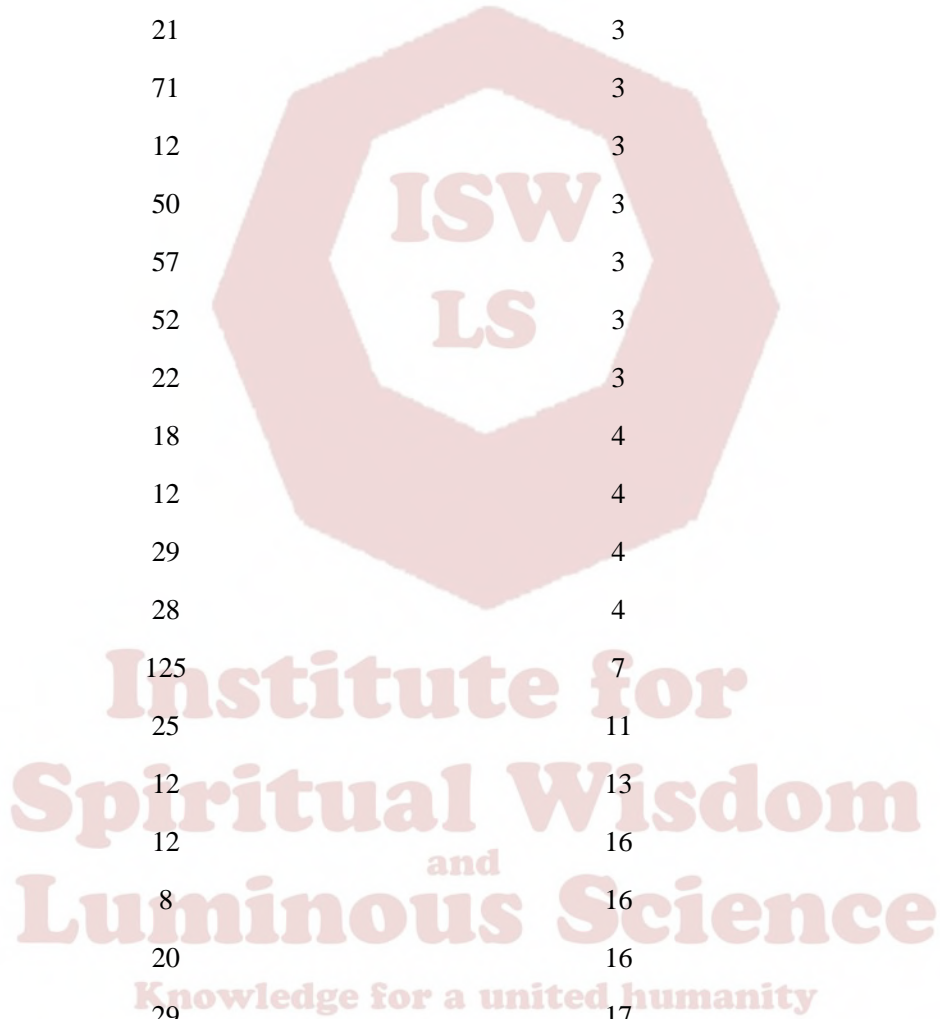 21 3
71 3
12 3
ISW
50 3
57 3
LS
52 3
22 3
18 4
12 4
29 4
28 4
Institute for
125 7
25 11
Spiritual Wisdom
12 13
12 16
and
Luminous Science
8 16
20 16
Knowledge for a united humanity
29 17